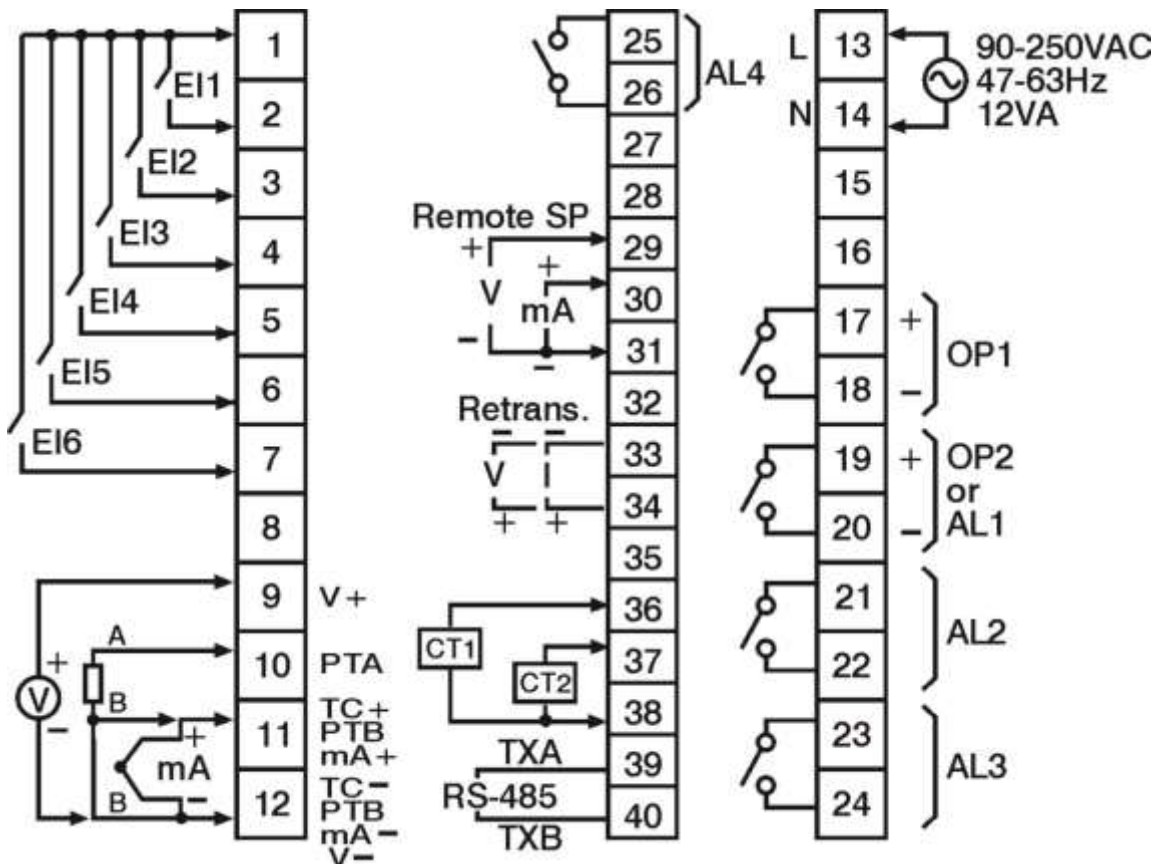 1
2
3
4
5
6
7
8
9
10
11
12
EI1
EI2
EI3
EI4
EI5
EI6
V+
PTA
TC+
PTB
mA+
TC−
PTB
mA−
V−
+
V
−
A
B
B
+
mA
−
25
26
27
28
29
30
31
32
33
34
35
36
37
38
39
40
AL4
Remote SP
+
V
−
+
mA
−
Retrans.
− −
V I
+ +
CT1
CT2
TXA
RS-485
TXB
L
N
13
14
15
16
17
18
19
20
21
22
23
24
90-250VAC
47-63Hz
12VA
+
−
OP1
+
−
OP2
or
AL1
AL2
AL3